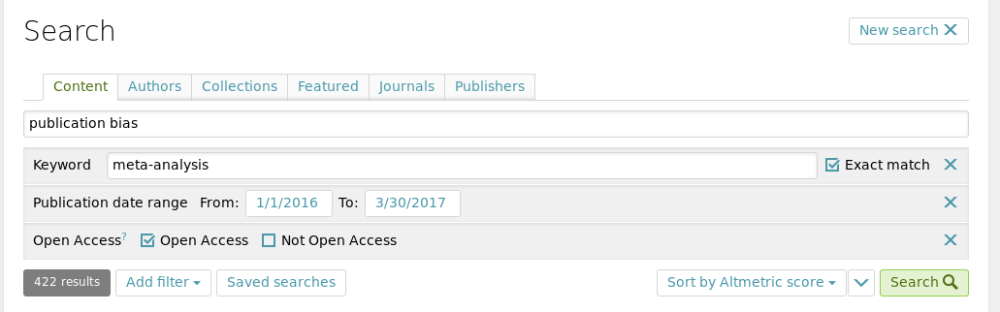 Search
New search
Content Authors Collections Featured Journals Publishers
publication bias
Keyword meta-analysis Exact match
Publication date range From: 1/1/2016 To: 3/30/2017
Open Access? Open Access Not Open Access
422 results Add filter Saved searches Sort by Altmetric score Search